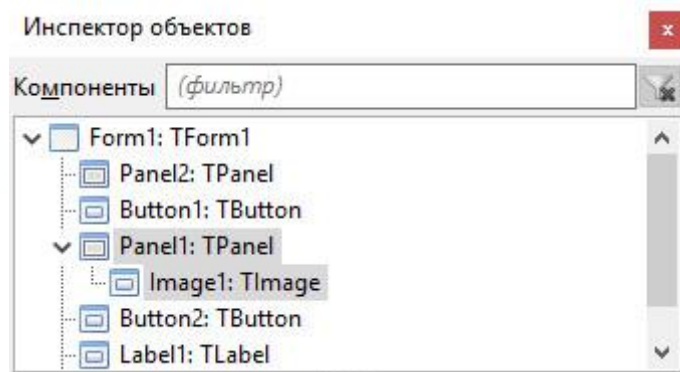 Инспектор объектов
x
Компоненты (фильтр)
Form1: TForm1
Panel2: TPanel
Button1: TButton
Panel1: TPanel
Image1: TImage
Button2: TButton
Label1: TLabel